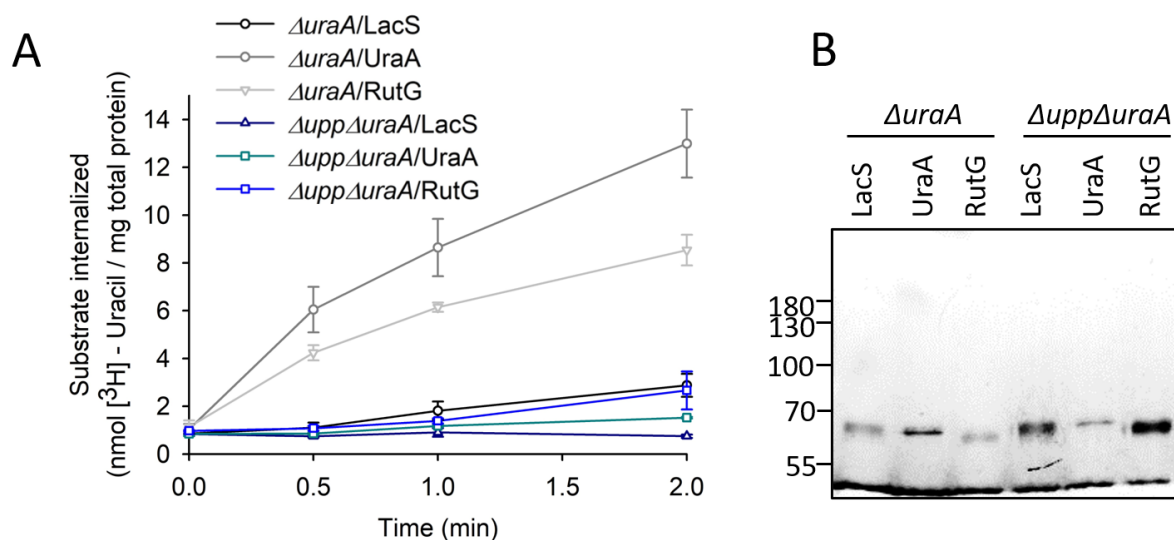 A
ΔuraA/LacS
ΔuraA/UraA
ΔuraA/RutG
ΔuppΔuraA/LacS
ΔuppΔuraA/UraA
ΔuppΔuraA/RutG
Substrate internalized
(nmol [³H] - Uracil / mg total protein)
14
12
10
8
6
4
2
0
0.0 0.5 1.0 1.5 2.0
Time (min)
B
ΔuraA ΔuppΔuraA
LacS UraA RutG LacS UraA RutG
180
130
100
70
55